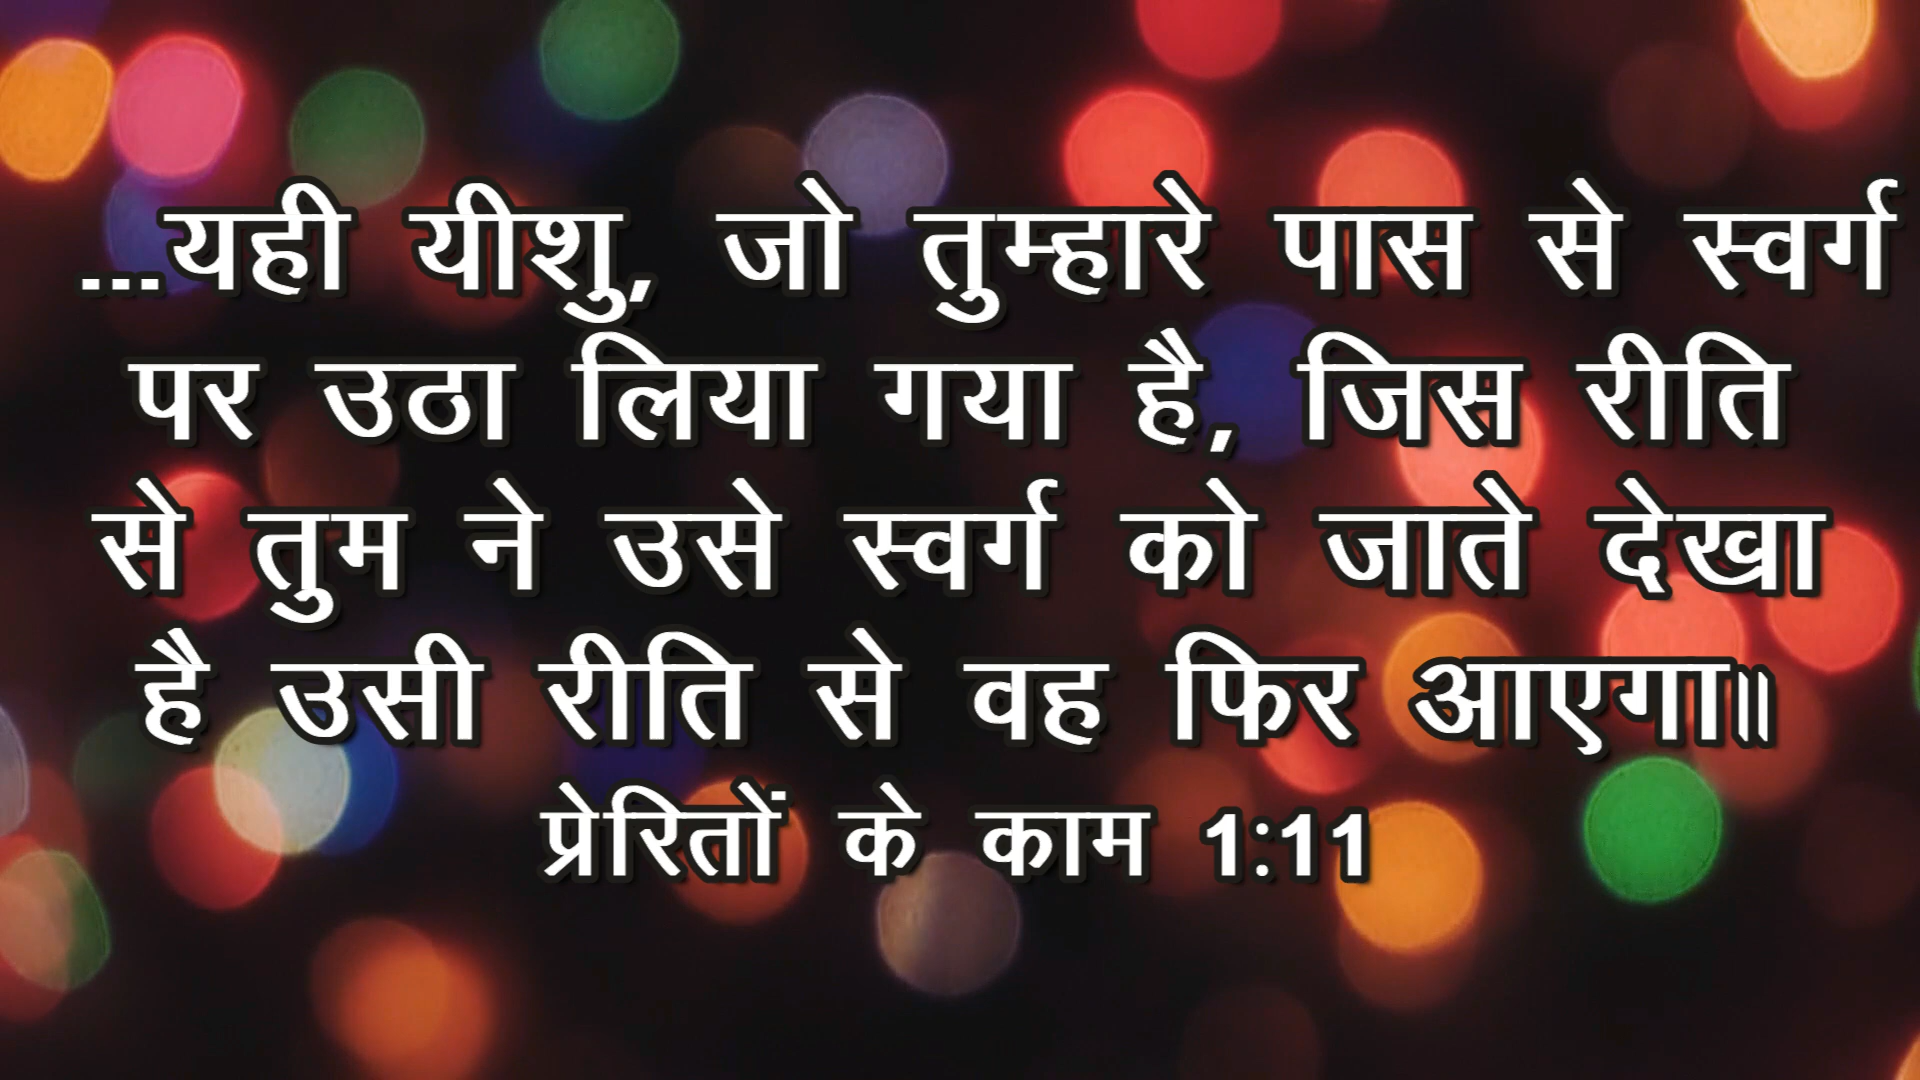 ...यही यीशु, जो तुम्हारे पास से स्वर्ग
पर उठा लिया गया है, जिस रीति
से तुम ने उसे स्वर्ग को जाते देखा
है उसी रीति से वह फिर आएगा॥
प्रेरितों के काम 1:11